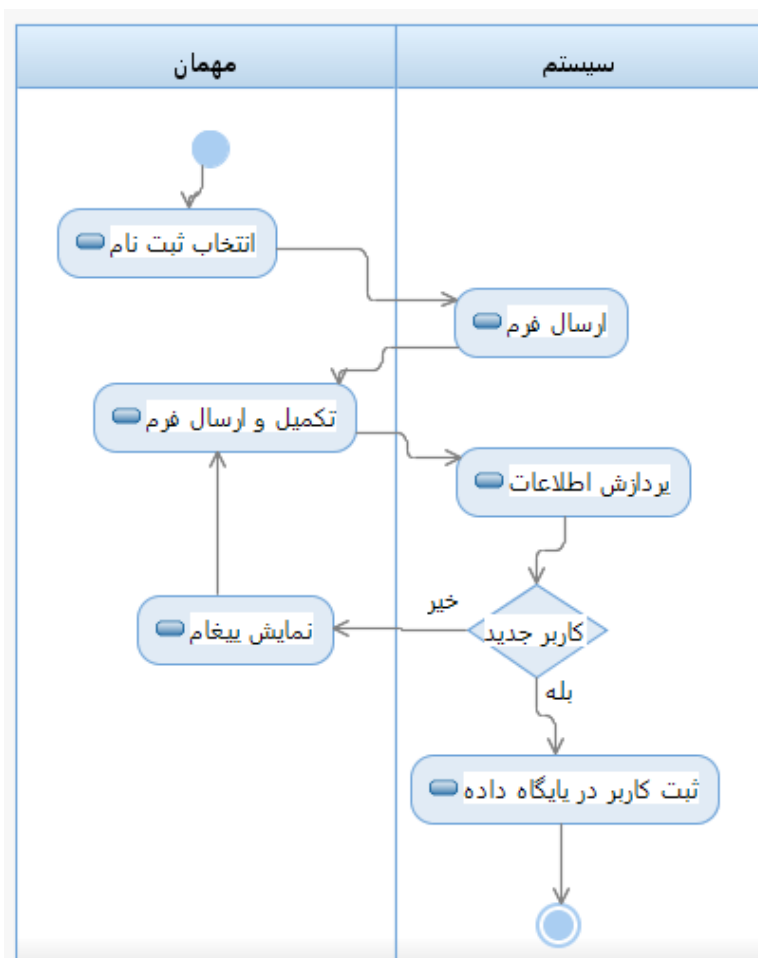 مهمان
سیستم
انتخاب ثبت نام
ارسال فرم
تکمیل و ارسال فرم
پردازش اطلاعات
کاربر جدید
خیر
نمایش پیغام
بله
ثبت کاربر در پایگاه داده